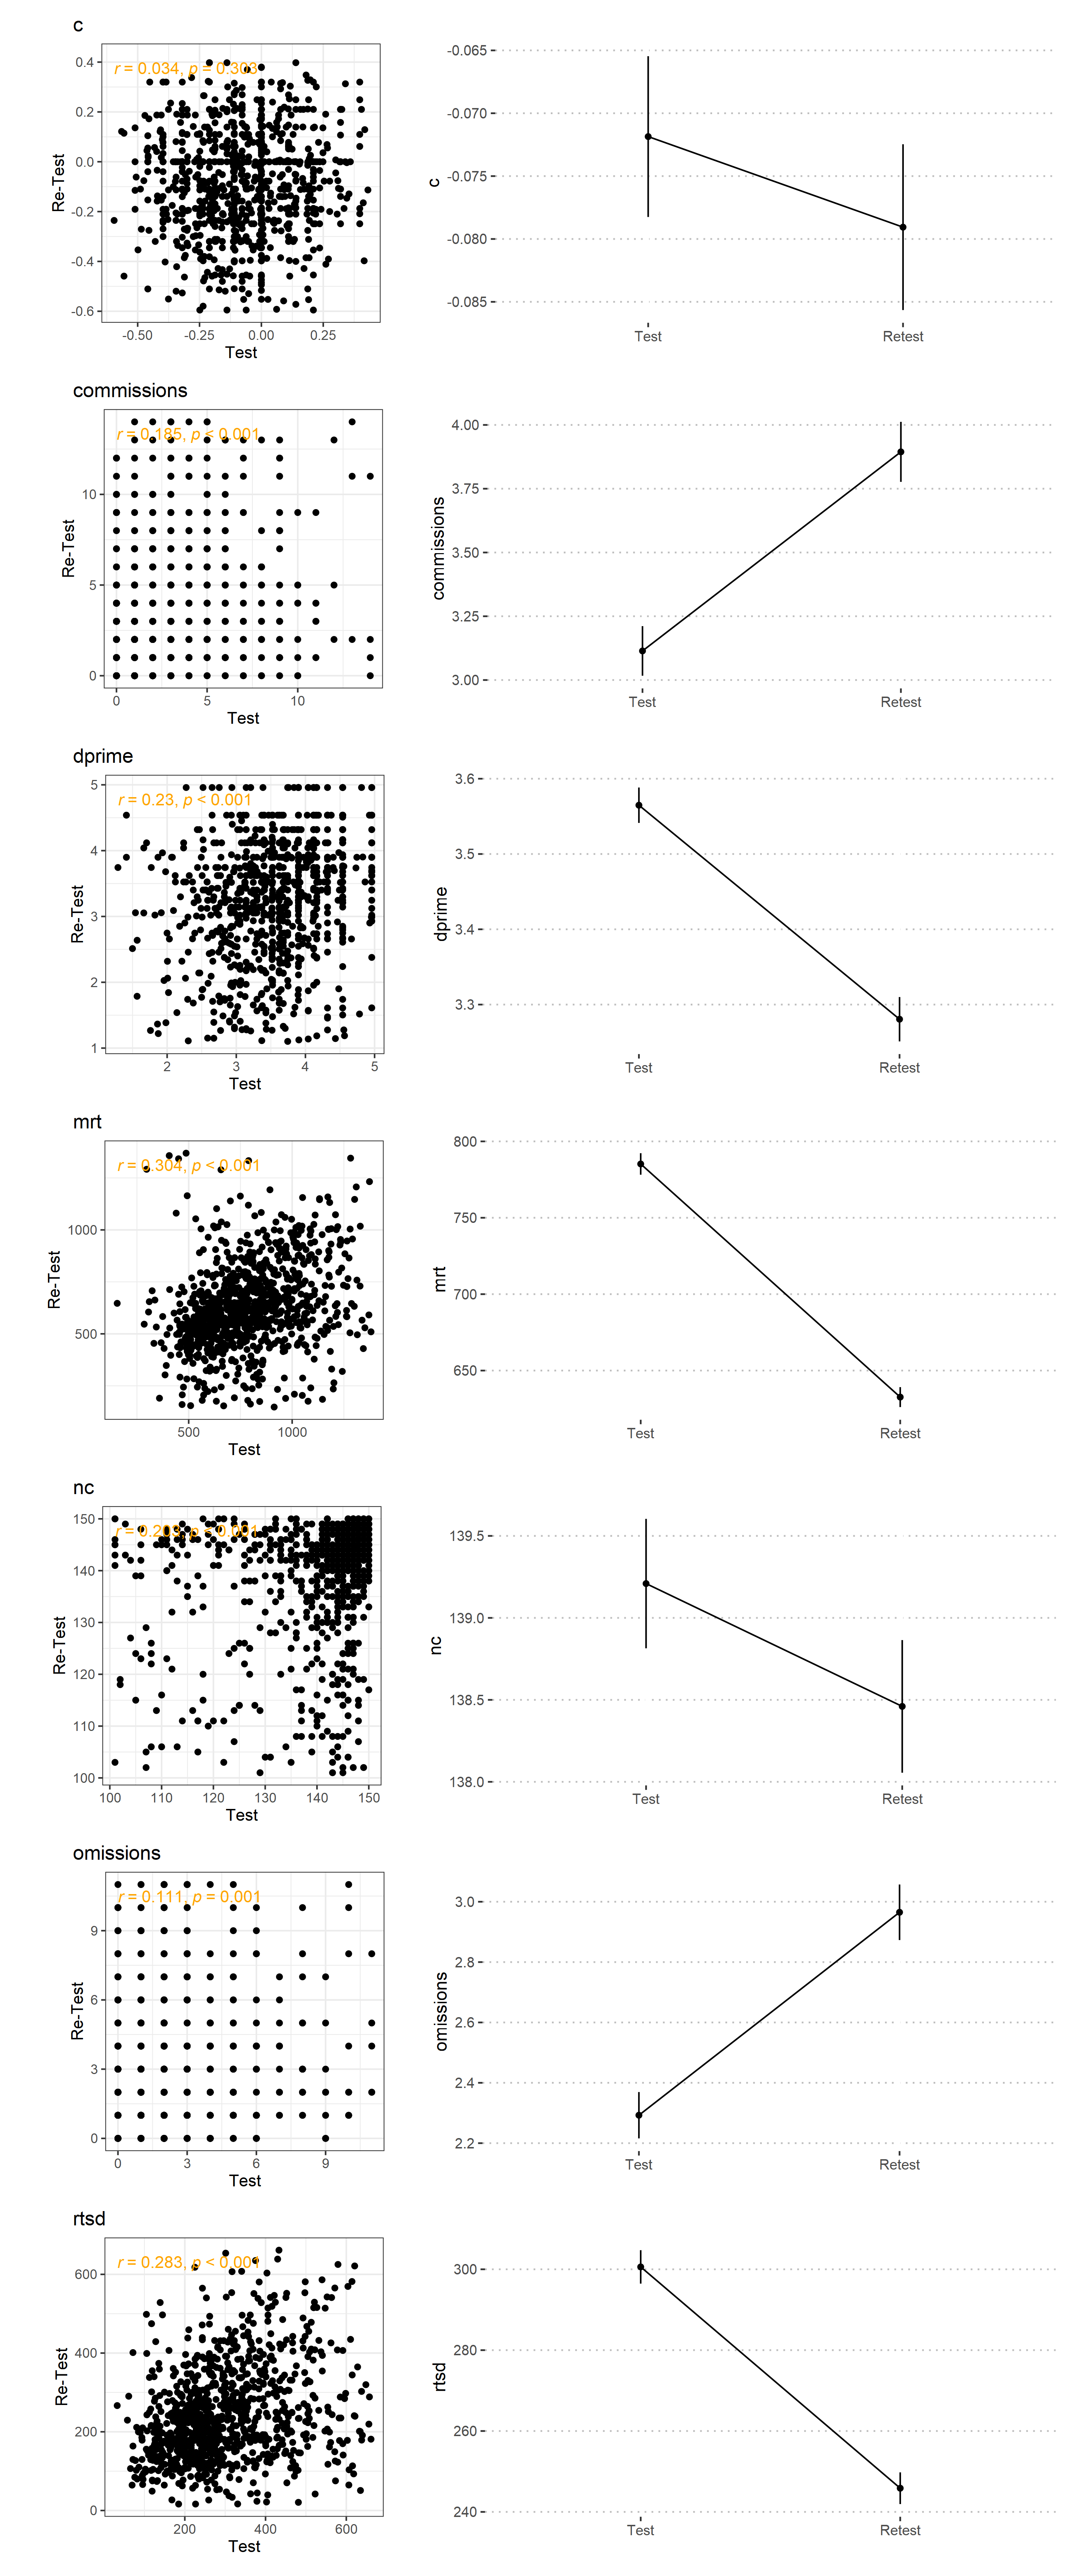 c
r = 0.034, p = 0.303
0.4
0.2
0.0
-0.2
-0.4
-0.6
Re-Test
-0.50 -0.25 0.00 0.25
Test
-0.065
-0.070
-0.075
-0.080
-0.085
c
Test Retest
commissions
r = 0.185, p < 0.001
10
5
0
Re-Test
0 5 10
Test
4.00
3.75
3.50
3.25
3.00
commissions
Test Retest
dprime
r = 0.23, p < 0.001
5
4
3
2
1
Re-Test
2 3 4 5
Test
3.6
3.5
3.4
3.3
dprime
Test Retest
mrt
r = 0.304, p < 0.001
1000
500
Re-Test
500 1000
Test
800
750
700
650
mrt
Test Retest
nc
r = 0.203, p < 0.001
150
140
130
120
110
100
Re-Test
100 110 120 130 140 150
Test
139.5
139.0
138.5
138.0
nc
Test Retest
omissions
r = 0.111, p = 0.001
9
6
3
0
Re-Test
0 3 6 9
Test
3.0
2.8
2.6
2.4
2.2
omissions
Test Retest
rtsd
r = 0.283, p < 0.001
600
400
200
0
Re-Test
200 400 600
Test
300
280
260
240
rtsd
Test Retest